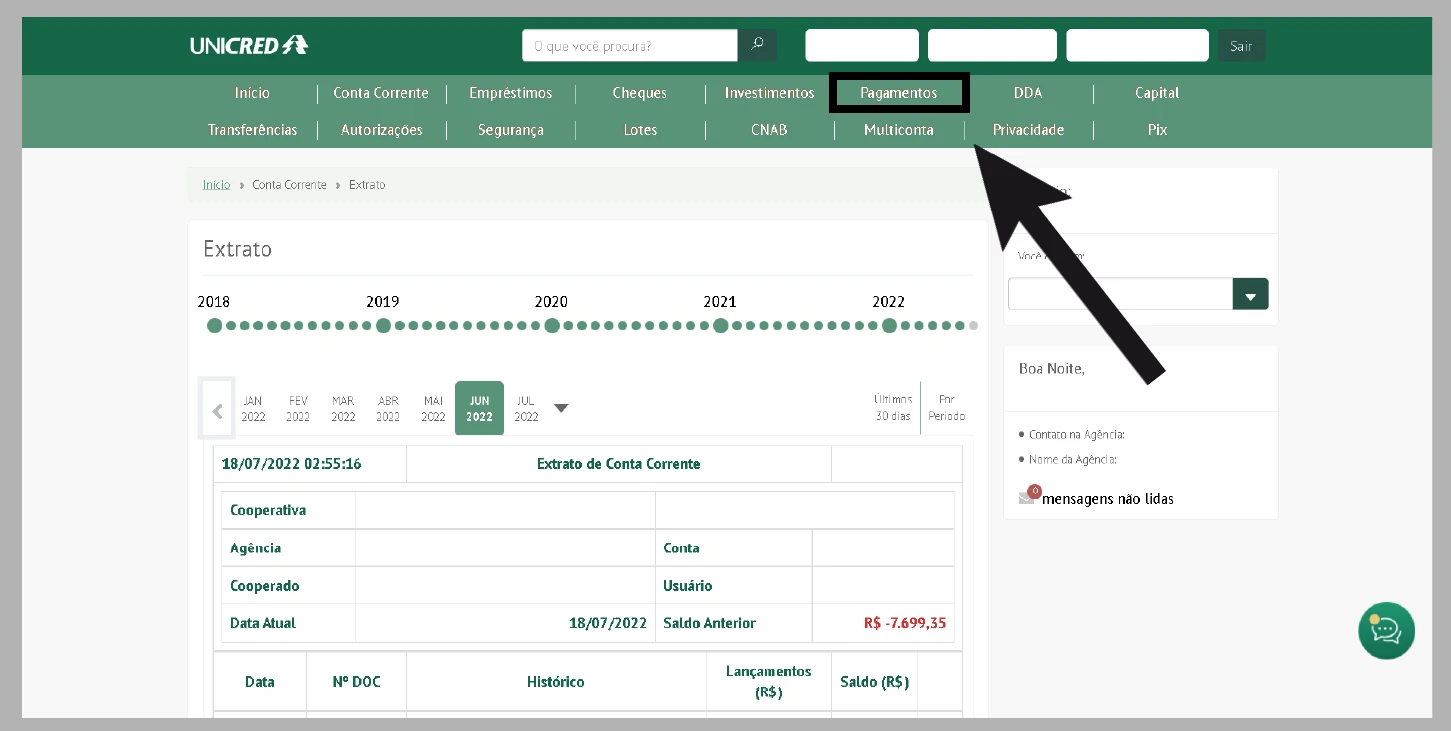 UNICRED
O que você procura?
Sair
Início
Conta Corrente
Empréstimos
Cheques
Investimentos
Pagamentos
DDA
Capital
Transferências
Autorizações
Segurança
Lotes
CNAB
Multiconta
Privacidade
Pix
Início › Conta Corrente › Extrato
Extrato
2018 2019 2020 2021 2022
JAN 2022
FEV 2022
MAR 2022
ABR 2022
MAI 2022
JUN 2022
JUL 2022
Últimos 30 dias
Por Período
18/07/2022 02:55:16
Extrato de Conta Corrente
Cooperativa
Agência
Conta
Cooperado
Usuário
Data Atual
18/07/2022
Saldo Anterior
R$ -7.699,35
Data
Nº DOC
Histórico
Lançamentos (R$)
Saldo (R$)
Você
Boa Noite,
Contato na Agência:
Nome da Agência:
0
mensagens não lidas